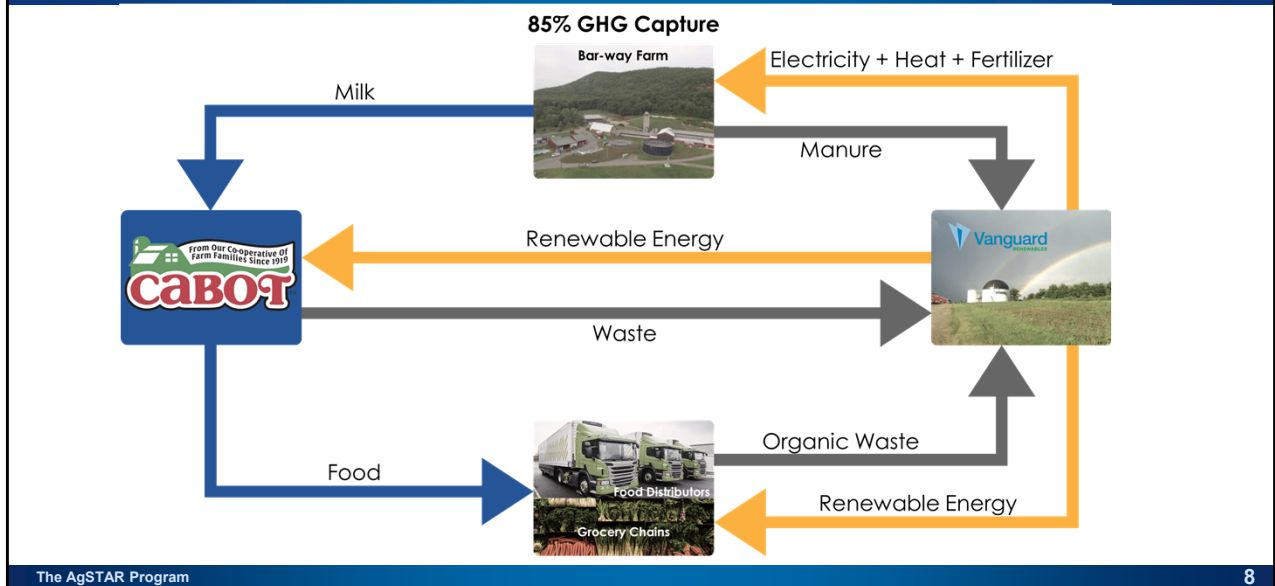 85% GHG Capture
Bar-way Farm
Electricity + Heat + Fertilizer
Milk
Manure
From Our Co-operative Of
Farm Families Since 1919
CABOT
Renewable Energy
Vanguard
RENEWABLES
Waste
Organic Waste
Food
Food Distributors
Grocery Chains
Renewable Energy
The AgSTAR Program
8